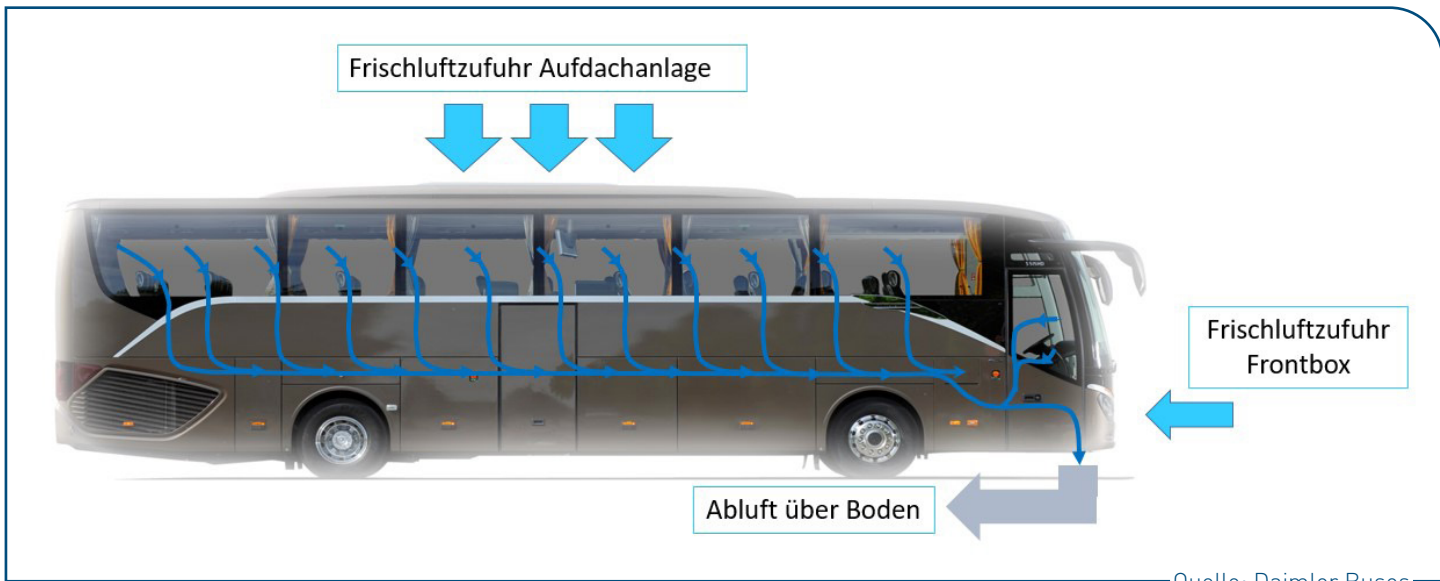 Frischluftzufuhr Aufdachanlage
Frischluftzufuhr
Frontbox
Abluft über Boden
Quelle: Daimler Buses